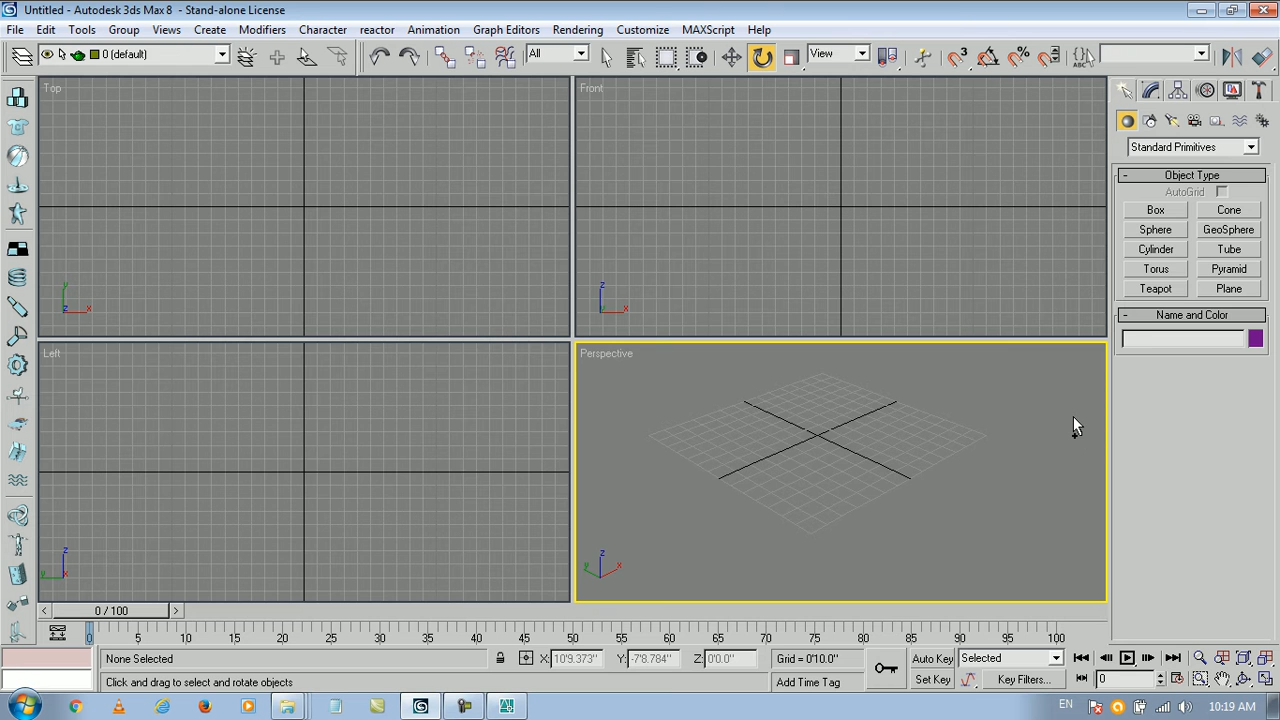 Untitled - Autodesk 3ds Max 8 - Stand-alone License
File Edit Tools Group Views Create Modifiers Character reactor Animation Graph Editors Rendering Customize MAXScript Help
0 (default) All View
Top
Front
Standard Primitives
Object Type
AutoGrid
Box Cone
Sphere GeoSphere
Cylinder Tube
Torus Pyramid
Teapot Plane
Name and Color
y
z x
z
y x
Left
Perspective
z
y x
z
y x
0 / 100
0 5 10 15 20 25 30 35 40 45 50 55 60 65 70 75 80 85 90 95 100
None Selected X: 10'9.373" Y: -7'8.784" Z: 0'0.0" Grid = 0'10.0" Auto Key Selected
Click and drag to select and rotate objects Add Time Tag Set Key Key Filters... 0
EN 10:19 AM